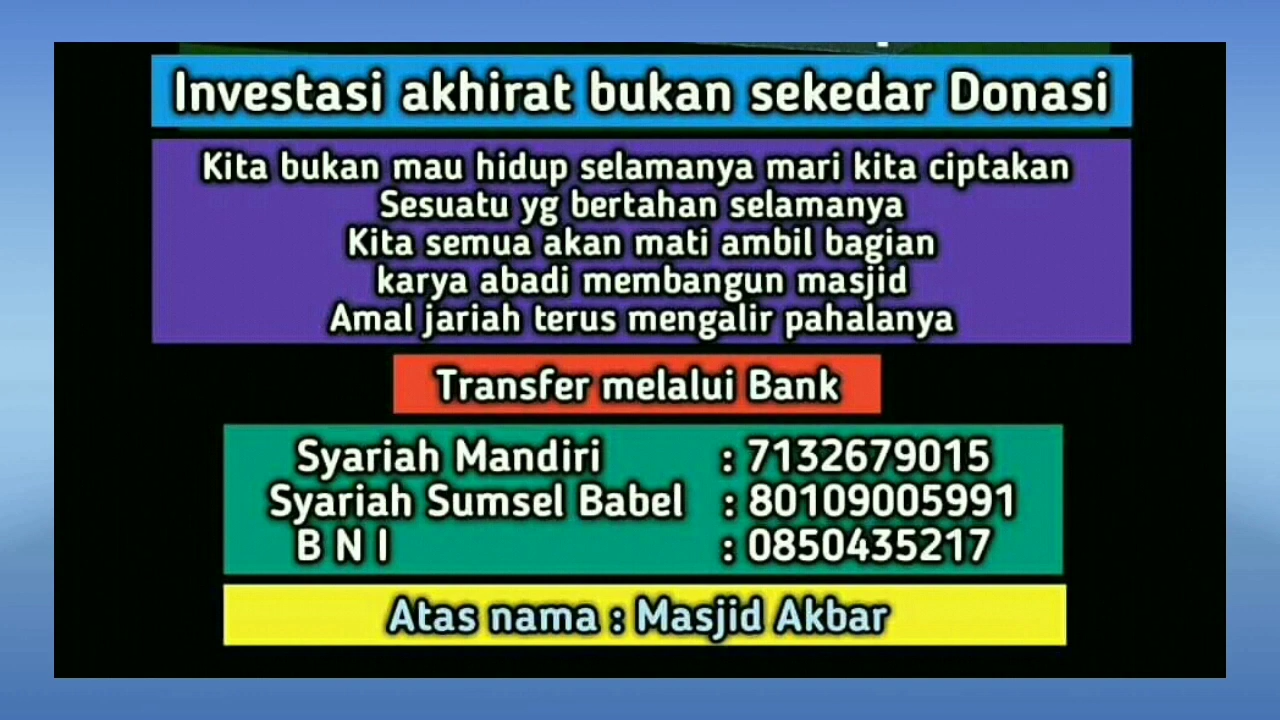 Investasi akhirat bukan sekedar Donasi
Kita bukan mau hidup selamanya mari kita ciptakan
Sesuatu yg bertahan selamanya
Kita semua akan mati ambil bagian
karya abadi membangun masjid
Amal jariah terus mengalir pahalanya
Transfer melalui Bank
Syariah Mandiri : 7132679015
Syariah Sumsel Babel : 80109005991
B N I : 0850435217
Atas nama : Masjid Akbar